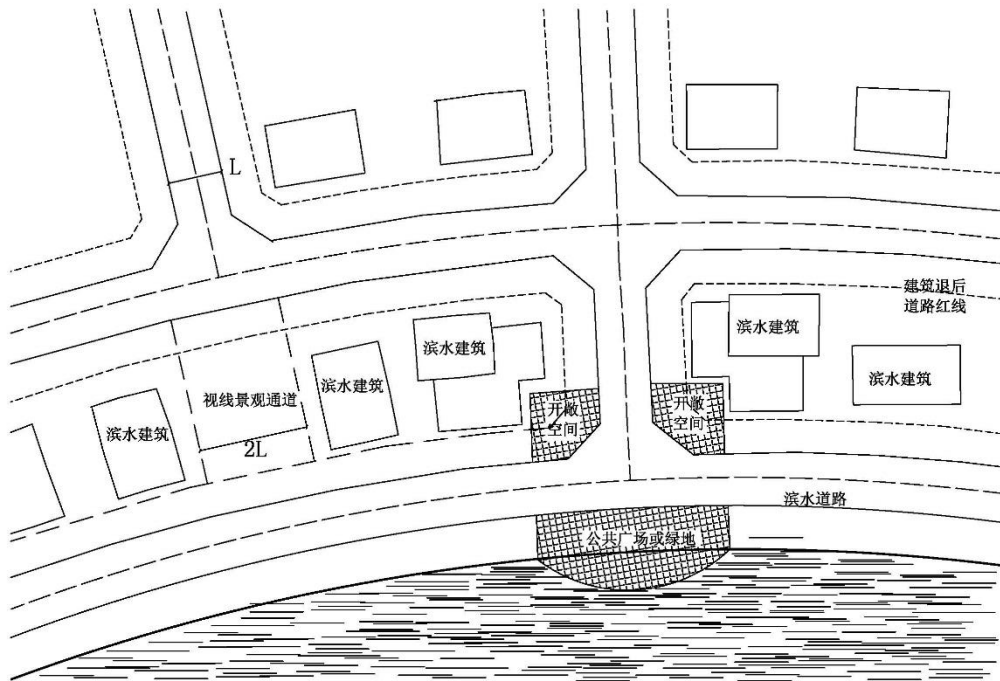 L
建筑退后
道路红线
滨水建筑
滨水建筑
滨水建筑
滨水建筑
视线景观通道
滨水建筑
开敞
空间
开敞
空间
2L
滨水道路
公共广场或绿地